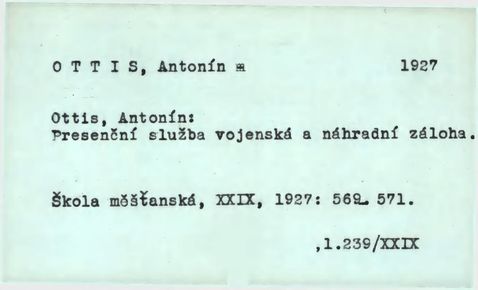 O T T I S, Antonín 1927
Ottis, Antonín:
Presenční služba vojenská a náhradní záloha.
Škola měšťanská, XXIX, 1927: 569-571.
,1.239/XXIX